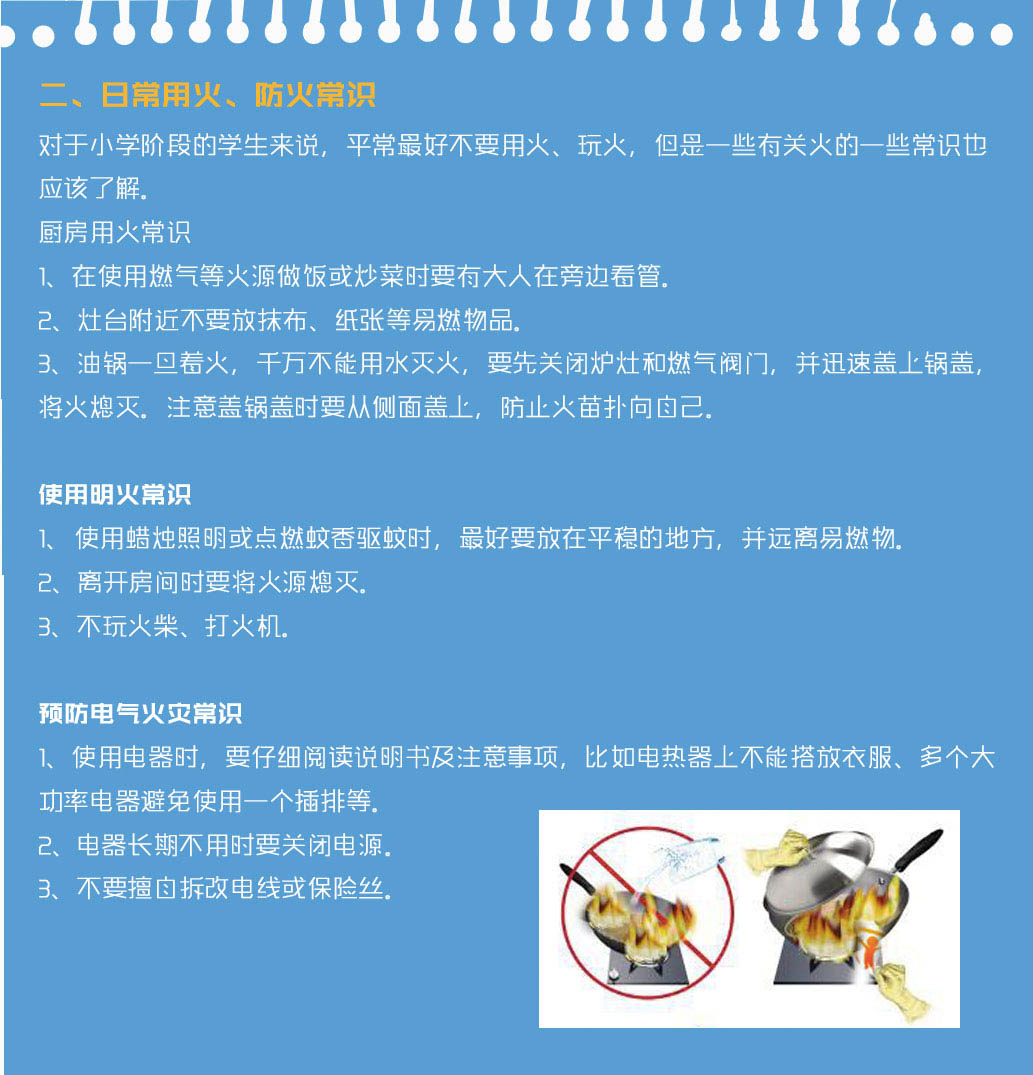 二、日常用火、防火常识
对于小学阶段的学生来说，平常最好不要用火、玩火，但是一些有关火的一些常识也
应该了解。
厨房用火常识
1、在使用燃气等火源做饭或炒菜时要有大人在旁边看管。
2、灶台附近不要放抹布、纸张等易燃物品。
3、油锅一旦着火，千万不能用水灭火，要先关闭炉灶和燃气阀门，并迅速盖上锅盖，
将火熄灭。注意盖锅盖时要从侧面盖上，防止火苗扑向自己。
使用明火常识
1、使用蜡烛照明或点燃蚊香驱蚊时，最好要放在平稳的地方，并远离易燃物。
2、离开房间时要将火源熄灭。
3、不玩火柴、打火机。
预防电气火灾常识
1、使用电器时，要仔细阅读说明书及注意事项，比如电热器上不能搭放衣服、多个大
功率电器避免使用一个插排等。
2、电器长期不用时要关闭电源。
3、不要擅自拆改电线或保险丝。